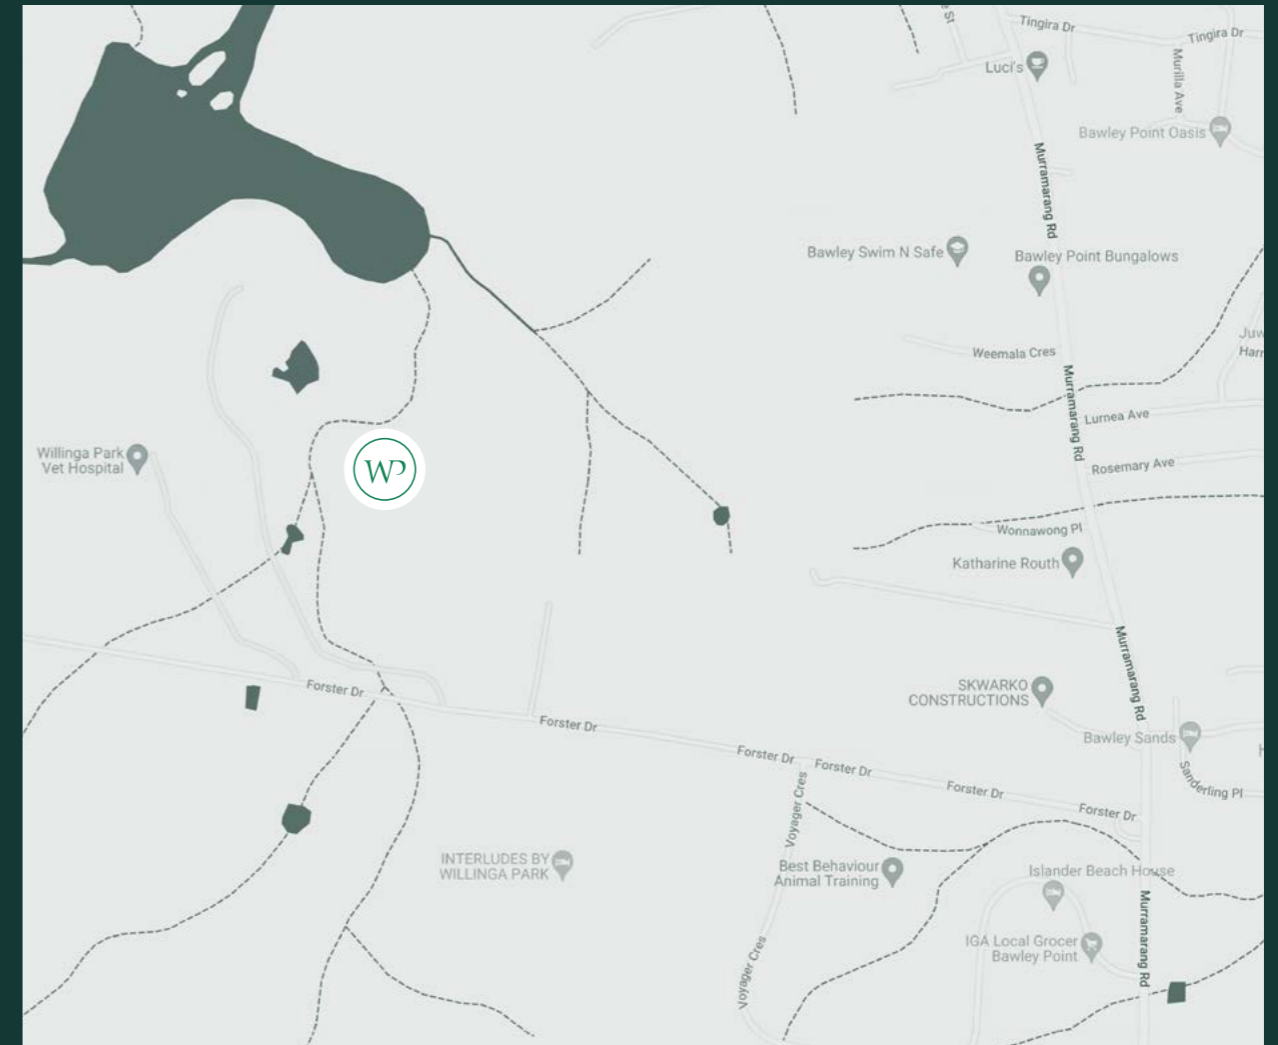 e St
Tingira Dr
Tingira Dr
Luci's
Murilla Ave
Bawley Point Oasis
Murramarang Rd
Bawley Swim N Safe
Bawley Point Bungalows
Weemala Cres
Juw
Harr
Murramarang Rd
Lurnea Ave
Rosemary Ave
Willinga Park
Vet Hospital
WP
Wonnawong Pl
Katharine Routh
Murramarang Rd
Forster Dr
SKWARKO
CONSTRUCTIONS
Forster Dr
Bawley Sands
Forster Dr
Forster Dr
Sanderling Pl
Forster Dr
Voyager Cres
Forster Dr
INTERLUDES BY
WILLINGA PARK
Best Behaviour
Animal Training
Islander Beach House
Murramarang Rd
IGA Local Grocer
Bawley Point
Voyager Cres